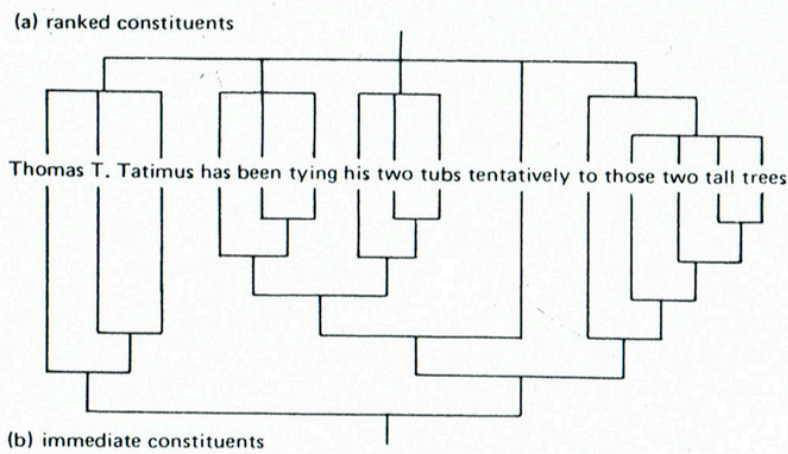 (a) ranked constituents
Thomas T. Tatimus has been tying his two tubs tentatively to those two tall trees
(b) immediate constituents